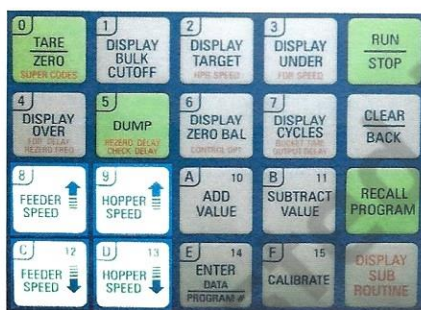 0
TARE
ZERO
SUPER CODES
1
DISPLAY
BULK
CUTOFF
2
DISPLAY
TARGET
HPR SPEED
3
DISPLAY
UNDER
FDR SPEED
RUN
STOP
4
DISPLAY
OVER
FDR DELAY
REZERO FREQ
5
DUMP
REZERO DELAY
CHECK DELAY
6
DISPLAY
ZERO BAL
CONTROL OPT
7
DISPLAY
CYCLES
BUCKET TIME
OUTPUT DELAY
CLEAR
BACK
8
FEEDER
SPEED
9
HOPPER
SPEED
A 10
ADD
VALUE
B 11
SUBTRACT
VALUE
RECALL
PROGRAM
C 12
FEEDER
SPEED
D 13
HOPPER
SPEED
E 14
ENTER
DATA
PROGRAM #
F 15
CALIBRATE
DISPLAY
SUB
ROUTINE